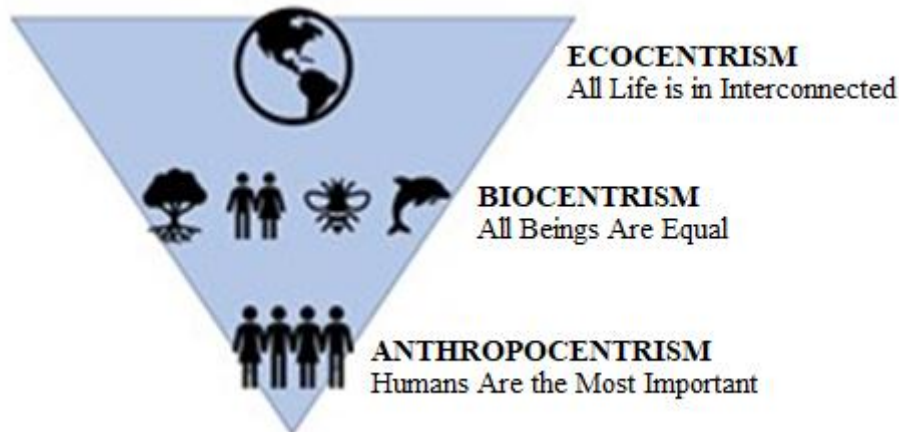 ECOCENTRISM
All Life is in Interconnected
BIOCENTRISM
All Beings Are Equal
ANTHROPOCENTRISM
Humans Are the Most Important